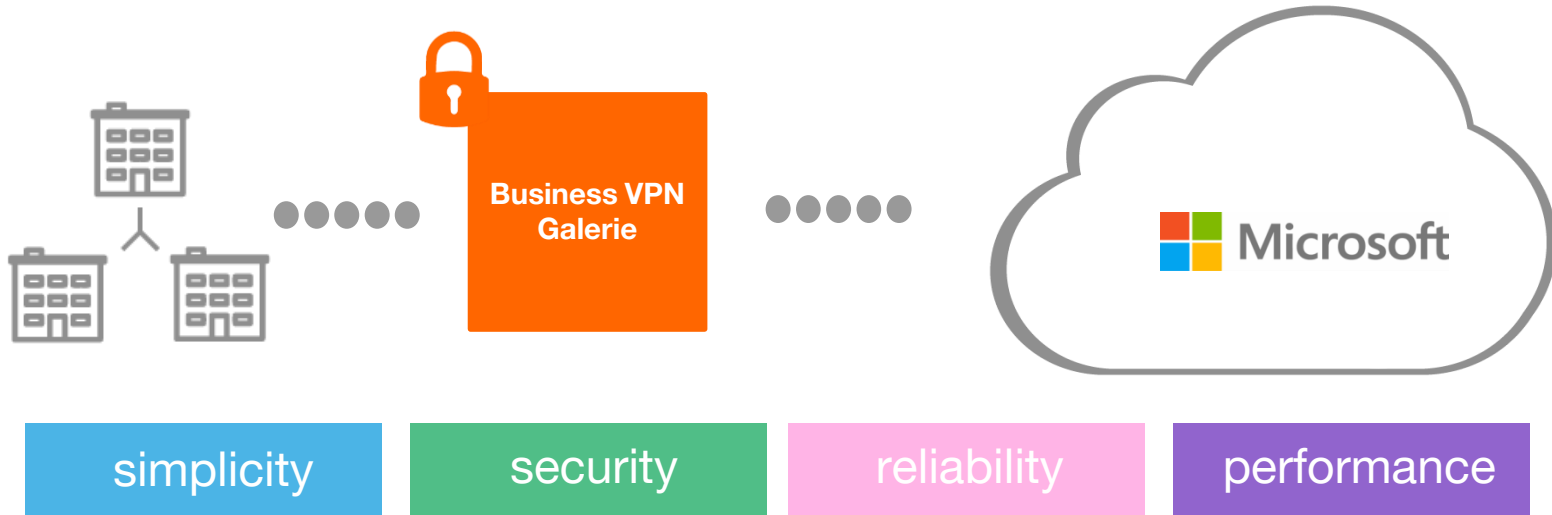 Business VPN
Galerie
Microsoft
simplicity
security
reliability
performance